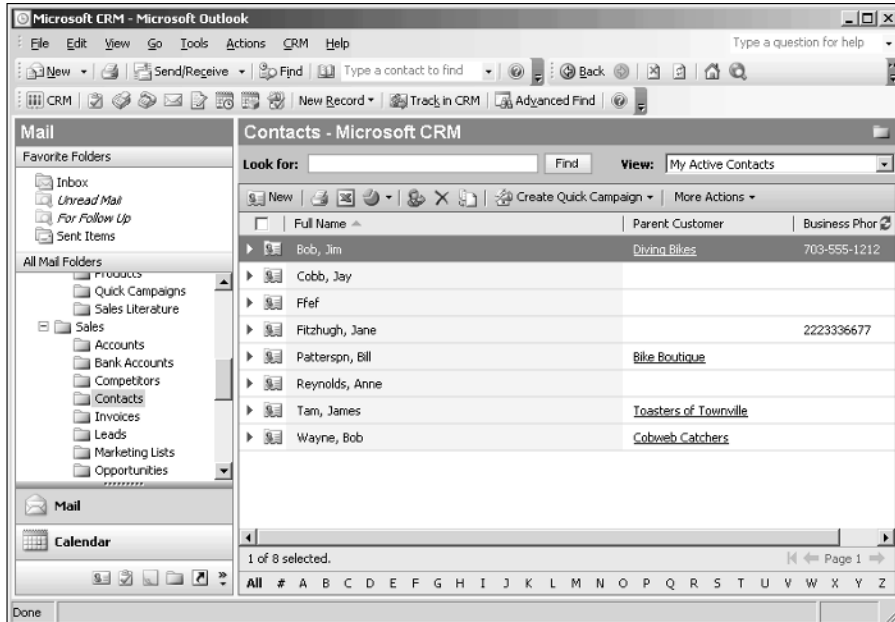 Microsoft CRM - Microsoft Outlook
File Edit View Go Tools Actions CRM Help Type a question for help
New Send/Receive Find Type a contact to find Back
CRM New Record Track in CRM Advanced Find
Mail
Favorite Folders
Inbox
Unread Mail
For Follow Up
Sent Items
All Mail Folders
Products
Quick Campaigns
Sales Literature
Sales
Accounts
Bank Accounts
Competitors
Contacts
Invoices
Leads
Marketing Lists
Opportunities
Mail
Calendar
Contacts - Microsoft CRM
Look for: Find View: My Active Contacts
New Create Quick Campaign More Actions
Full Name Parent Customer Business Phor
Bob, Jim Diving Bikes 703-555-1212
Cobb, Jay
Ffef
Fitzhugh, Jane 2223336677
Patterspn, Bill Bike Boutique
Reynolds, Anne
Tam, James Toasters of Townville
Wayne, Bob Cobweb Catchers
1 of 8 selected. Page 1
All # A B C D E F G H I J K L M N O P Q R S T U V W X Y Z
Done